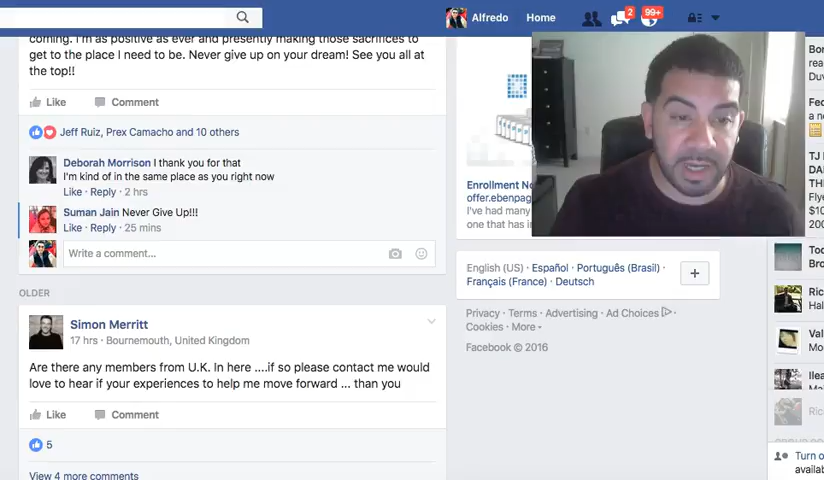 Alfredo
Home
2
99+
coming. I'm as positive as ever and presently making those sacrifices to
get to the place I need to be. Never give up on your dream! See you all at
the top!!
Like
Comment
Jeff Ruiz, Prex Camacho and 10 others
Deborah Morrison I thank you for that
I'm kind of in the same place as you right now
Like · Reply · 2 hrs
Suman Jain Never Give Up!!!
Like · Reply · 25 mins
Write a comment...
OLDER
Simon Merritt
17 hrs · Bournemouth, United Kingdom
Are there any members from U.K. In here ....if so please contact me would
love to hear if your experiences to help me move forward ... than you
Like
Comment
5
View 4 more comments
Enrollment
offer.ebenpag
I've had many
one that has i
English (US) · Español · Português (Brasil) ·
Français (France) · Deutsch
+
Privacy · Terms · Advertising · Ad Choices ·
Cookies · More
Facebook © 2016
Turn o
availab